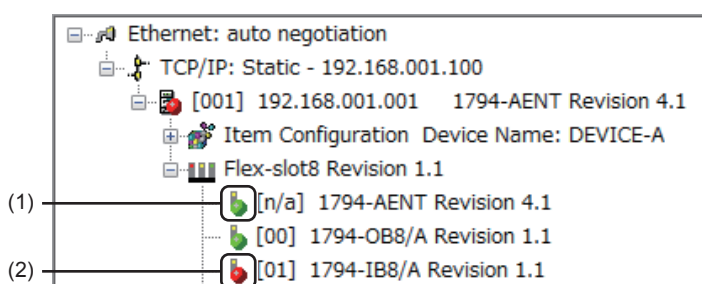 Ethernet: auto negotiation
TCP/IP: Static - 192.168.001.100
[001] 192.168.001.001 1794-AENT Revision 4.1
Item Configuration Device Name: DEVICE-A
Flex-slot8 Revision 1.1
(1) [n/a] 1794-AENT Revision 4.1
[00] 1794-OB8/A Revision 1.1
(2) [01] 1794-IB8/A Revision 1.1